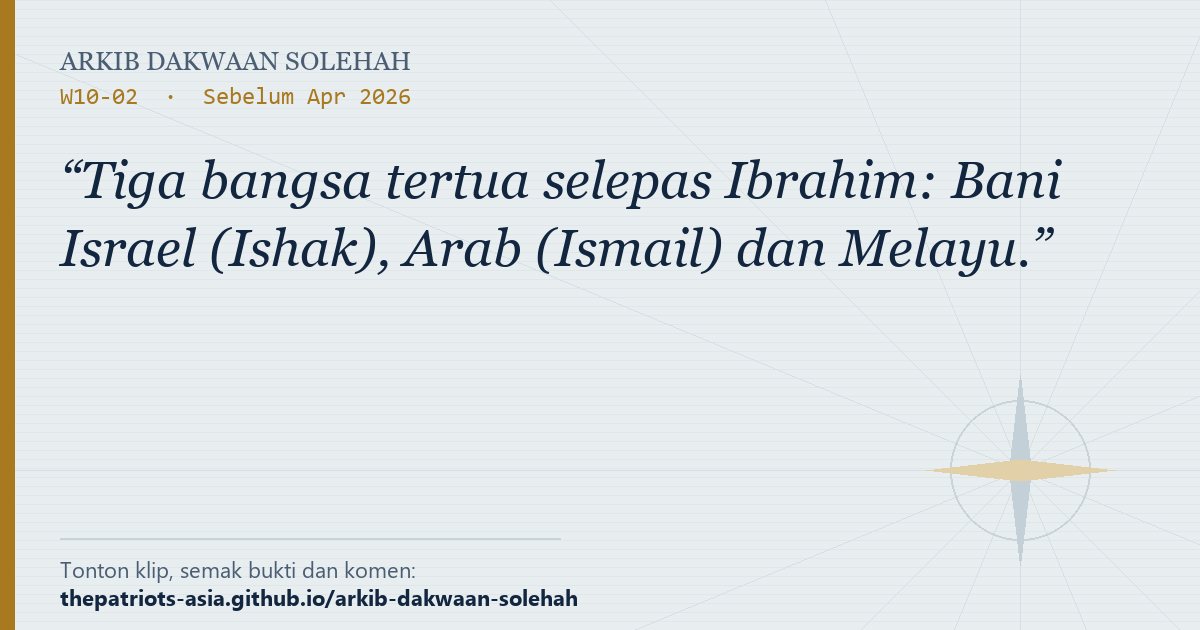 ARKIB DAKWAAN SOLEHAH
W10-02 · Sebelum Apr 2026
“Tiga bangsa tertua selepas Ibrahim: Bani
Israel (Ishak), Arab (Ismail) dan Melayu.”
Tonton klip, semak bukti dan komen:
thepatriots-asia.github.io/arkib-dakwaan-solehah